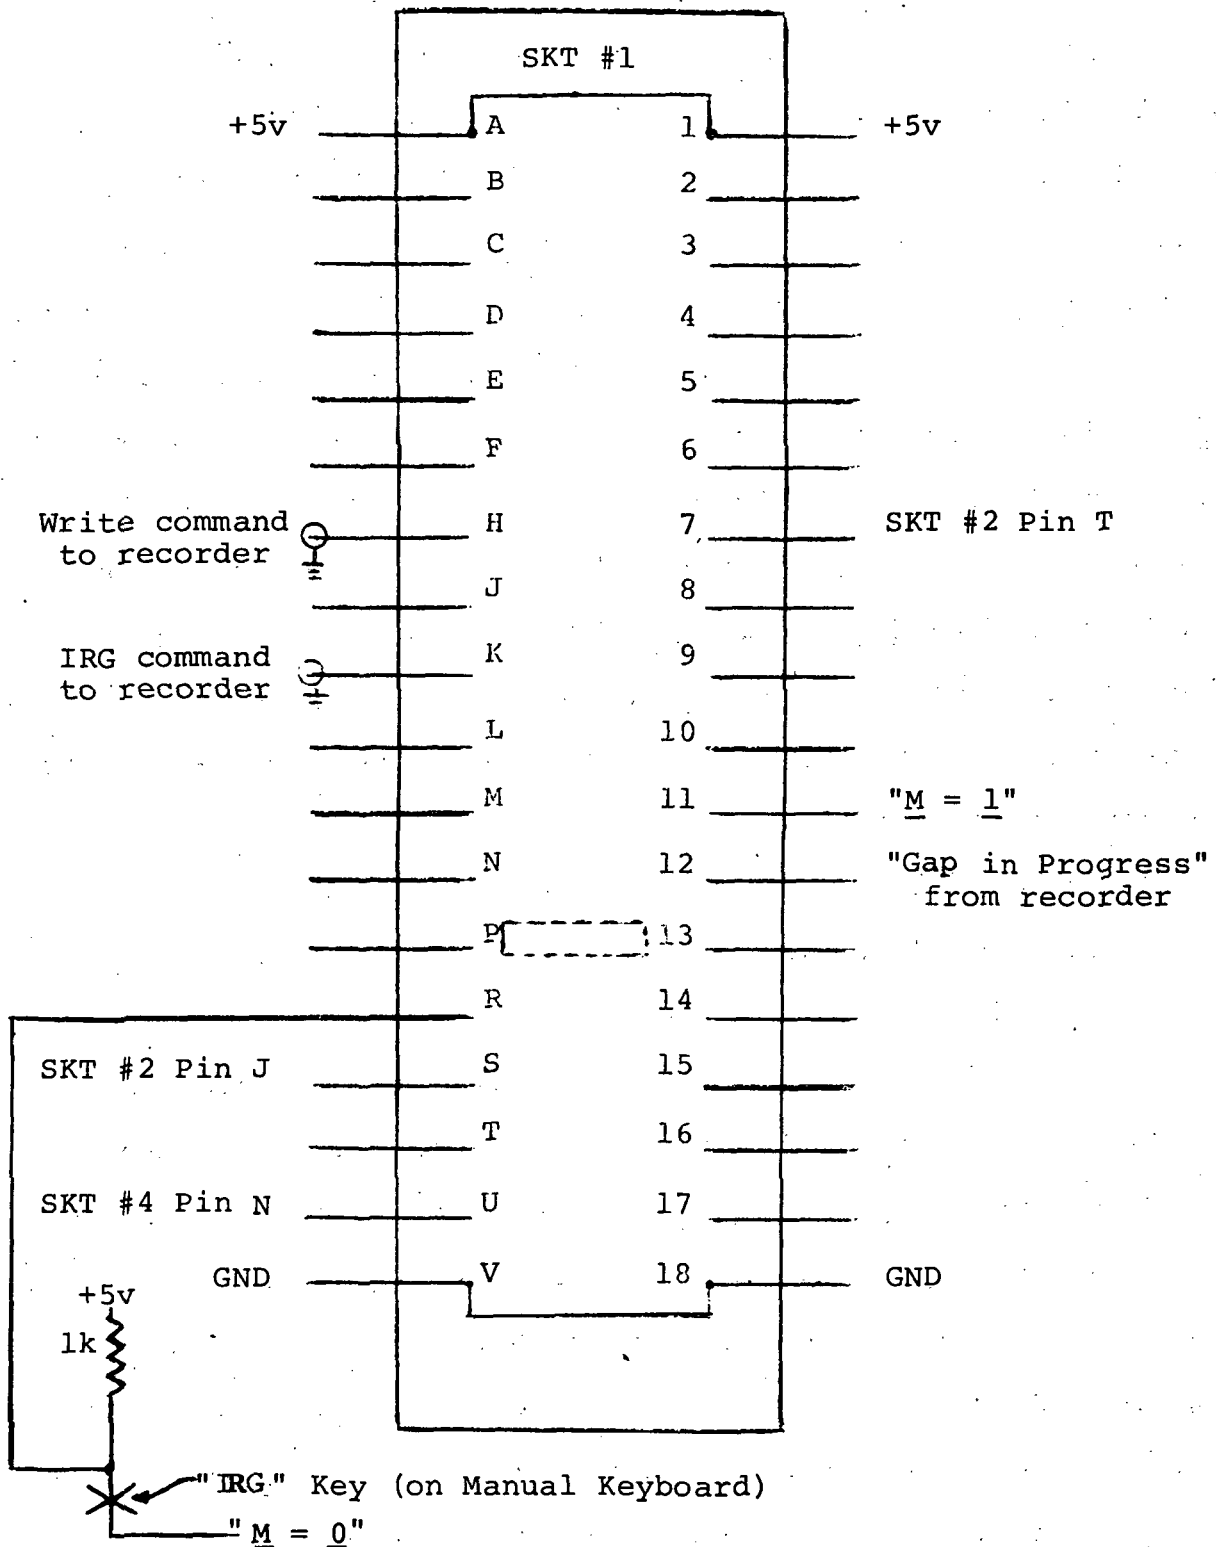 SKT #1
+5v A 1 +5v
B 2
C 3
D 4
E 5
F 6
Write command
to recorder
H 7 SKT #2 Pin T
J 8
IRG command
to recorder
K 9
L 10
M 11 "M = 1"
N 12 "Gap in Progress"
from recorder
P 13
R 14
SKT #2 Pin J S 15
T 16
SKT #4 Pin N U 17
GND V 18 GND
+5v
1k
"IRG" Key (on Manual Keyboard)
"M = 0"